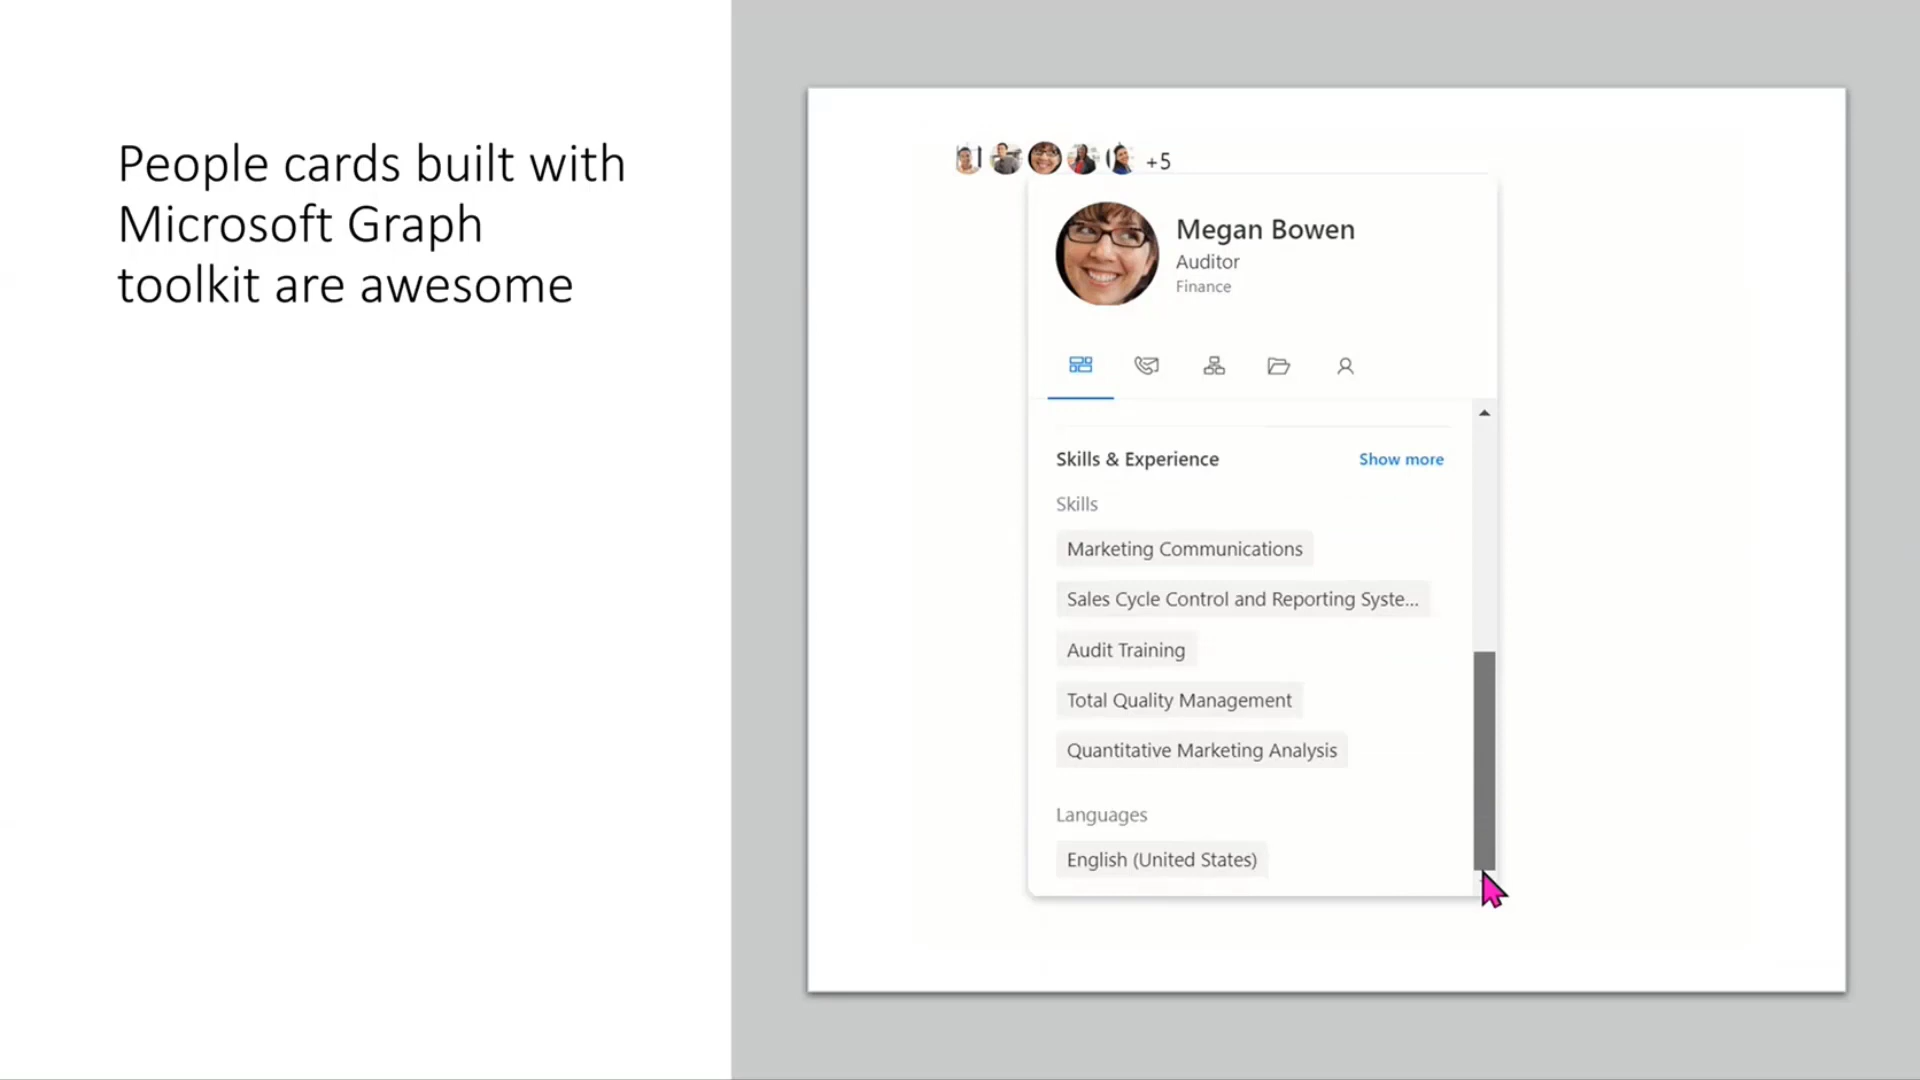 People cards built with
Microsoft Graph
toolkit are awesome
+5
Megan Bowen
Auditor
Finance
Skills & Experience
Show more
Skills
Marketing Communications
Sales Cycle Control and Reporting Syste...
Audit Training
Total Quality Management
Quantitative Marketing Analysis
Languages
English (United States)